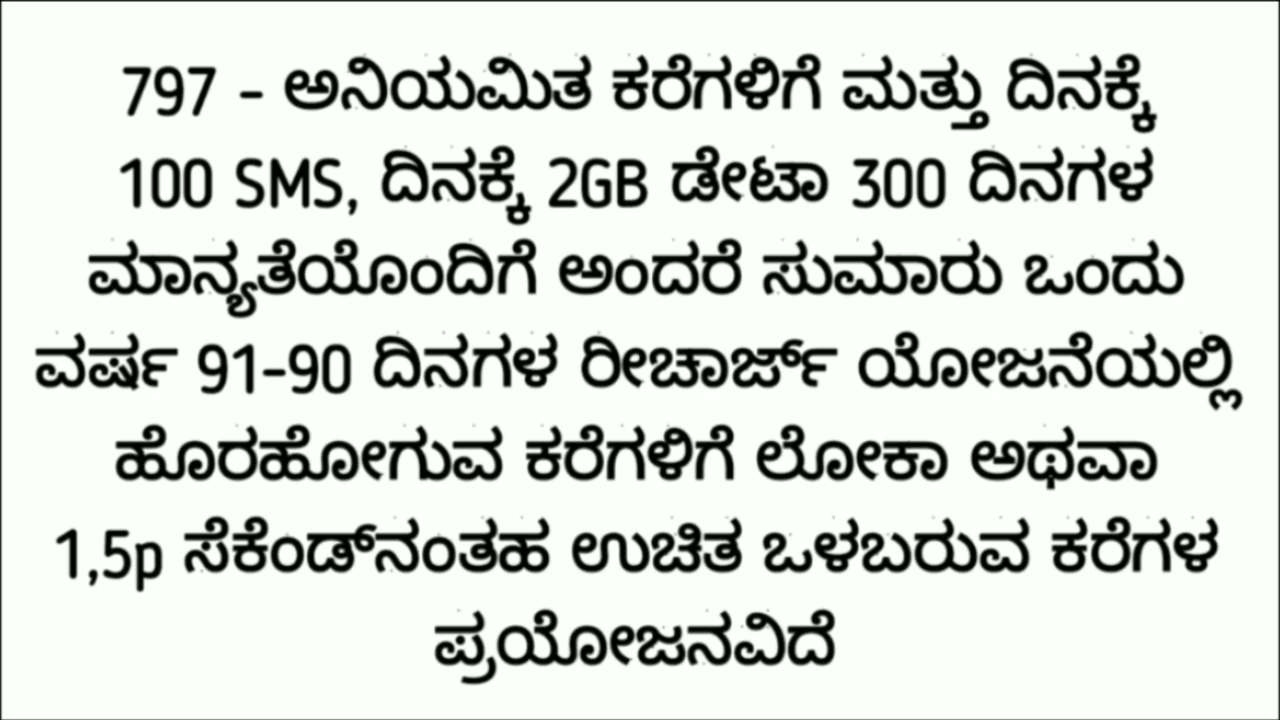 797 - ಅನಿಯಮಿತ ಕರೆಗಳಿಗೆ ಮತ್ತು ದಿನಕ್ಕೆ
100 SMS, ದಿನಕ್ಕೆ 2GB ಡೇಟಾ 300 ದಿನಗಳ
ಮಾನ್ಯತೆಯೊಂದಿಗೆ ಅಂದರೆ ಸುಮಾರು ಒಂದು
ವರ್ಷ 91-90 ದಿನಗಳ ರೀಚಾರ್ಜ್ ಯೋಜನೆಯಲ್ಲಿ
ಹೊರಹೋಗುವ ಕರೆಗಳಿಗೆ ಲೋಕಾ ಅಥವಾ
1,5p ಸೆಕೆಂಡ್‌ನಂತಹ ಉಚಿತ ಒಳಬರುವ ಕರೆಗಳ
ಪ್ರಯೋಜನವಿದೆ